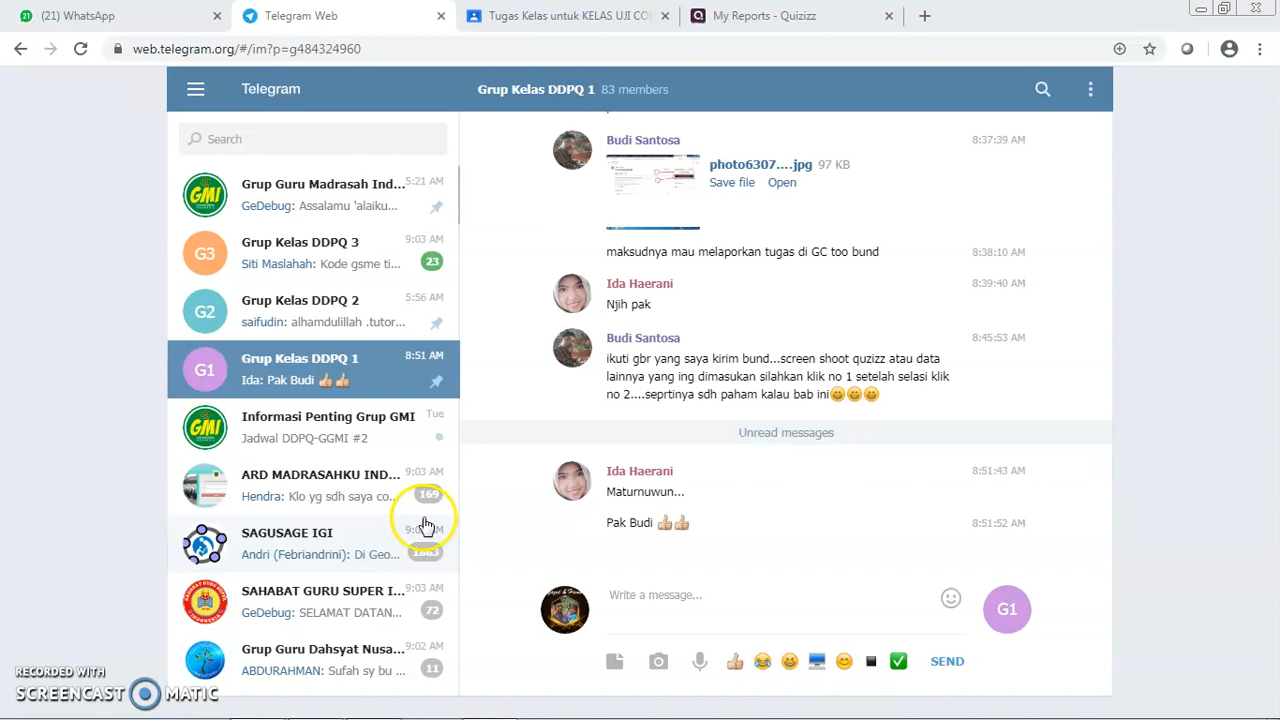 (21) WhatsApp
Telegram Web
Tugas Kelas untuk KELAS UJI COI
My Reports - Quizizz
web.telegram.org/#/im?p=g484324960
Telegram
Grup Kelas DDPQ 1 83 members
Search
Grup Guru Madrasah Ind... 5:21 AM
GeDebug: Assalamu 'alaiku...
G3
Grup Kelas DDPQ 3 9:03 AM
Siti Maslahah: Kode gsme ti... 23
G2
Grup Kelas DDPQ 2 5:56 AM
saifudin: alhamdulillah .tutor...
G1
Grup Kelas DDPQ 1 8:51 AM
Ida: Pak Budi 👍👍
GMI
Informasi Penting Grup GMI Tue
Jadwal DDPQ-GGMI #2
ARD MADRASAHKU IND... 9:03 AM
Hendra: Klo yg sdh saya co... 169
SAGUSAGE IGI
Andri (Febriandrini): Di Geo... 1863
SAHABAT GURU SUPER I... 9:03 AM
GeDebug: SELAMAT DATAN... 72
Grup Guru Dahsyat Nusa... 9:02 AM
ABDURAHMAN: Sufah sy bu ... 11
Budi Santosa 8:37:39 AM
photo6307....jpg 97 KB
Save file Open
maksudnya mau melaporkan tugas di GC too bund 8:38:10 AM
Ida Haerani 8:39:40 AM
Njih pak
Budi Santosa 8:45:53 AM
ikuti gbr yang saya kirim bund...screen shoot quzizz atau data
lainnya yang ing dimasukan silahkan klik no 1 setelah selasi klik
no 2....seprtinya sdh paham kalau bab ini😄😄😄
Unread messages
Ida Haerani 8:51:43 AM
Maturnuwun...
Pak Budi 👍👍 8:51:52 AM
Write a message...
G1
SEND
RECORDED WITH
SCREENCAST MATIC